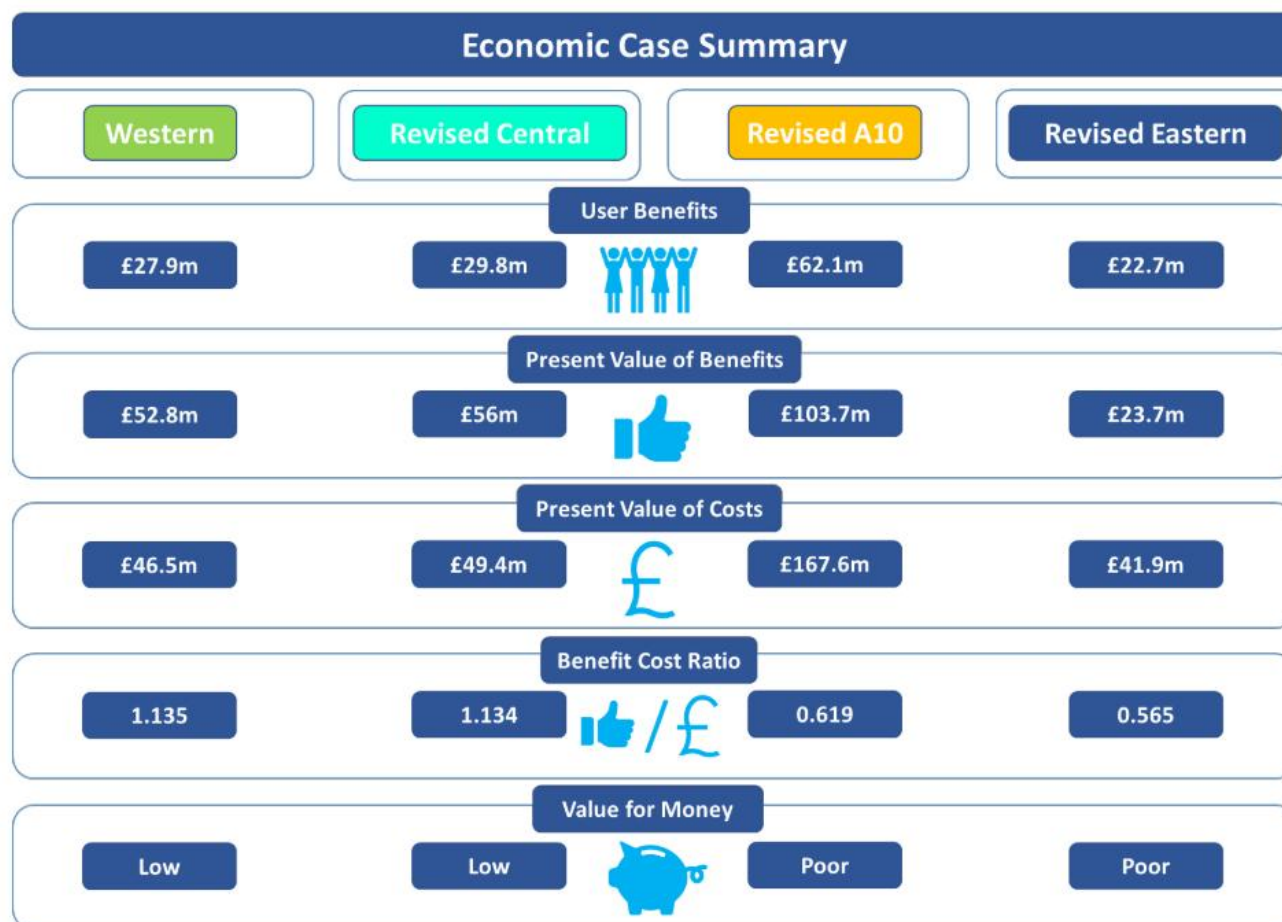 Economic Case Summary
Western
Revised Central
Revised A10
Revised Eastern
User Benefits
£27.9m
£29.8m
£62.1m
£22.7m
Present Value of Benefits
£52.8m
£56m
£103.7m
£23.7m
Present Value of Costs
£46.5m
£49.4m
£
£167.6m
£41.9m
Benefit Cost Ratio
1.135
1.134
/ £
0.619
0.565
Value for Money
Low
Low
Poor
Poor